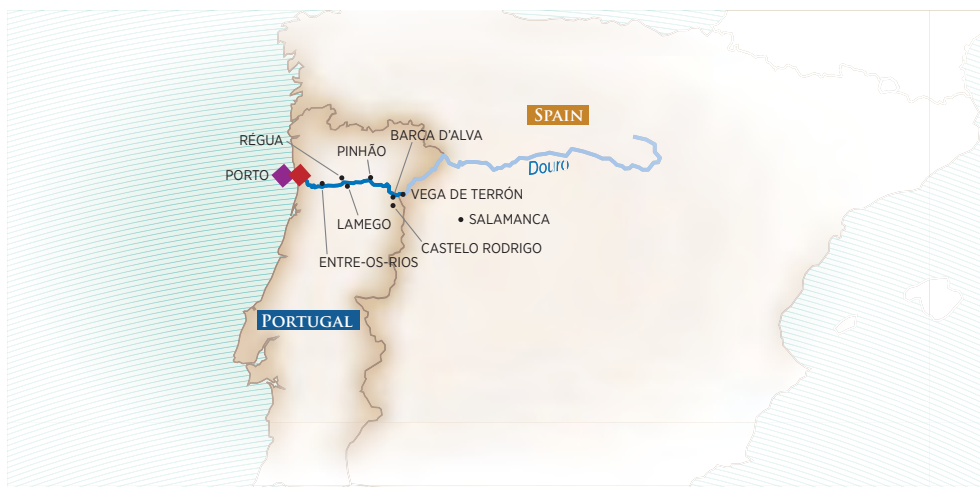 SPAIN
BARCA D'ALVA
RÉGUA
PINHÃO
Douro
PORTO
VEGA DE TERRÓN
SALAMANCA
LAMEGO
CASTELO RODRIGO
ENTRE-OS-RIOS
PORTUGAL